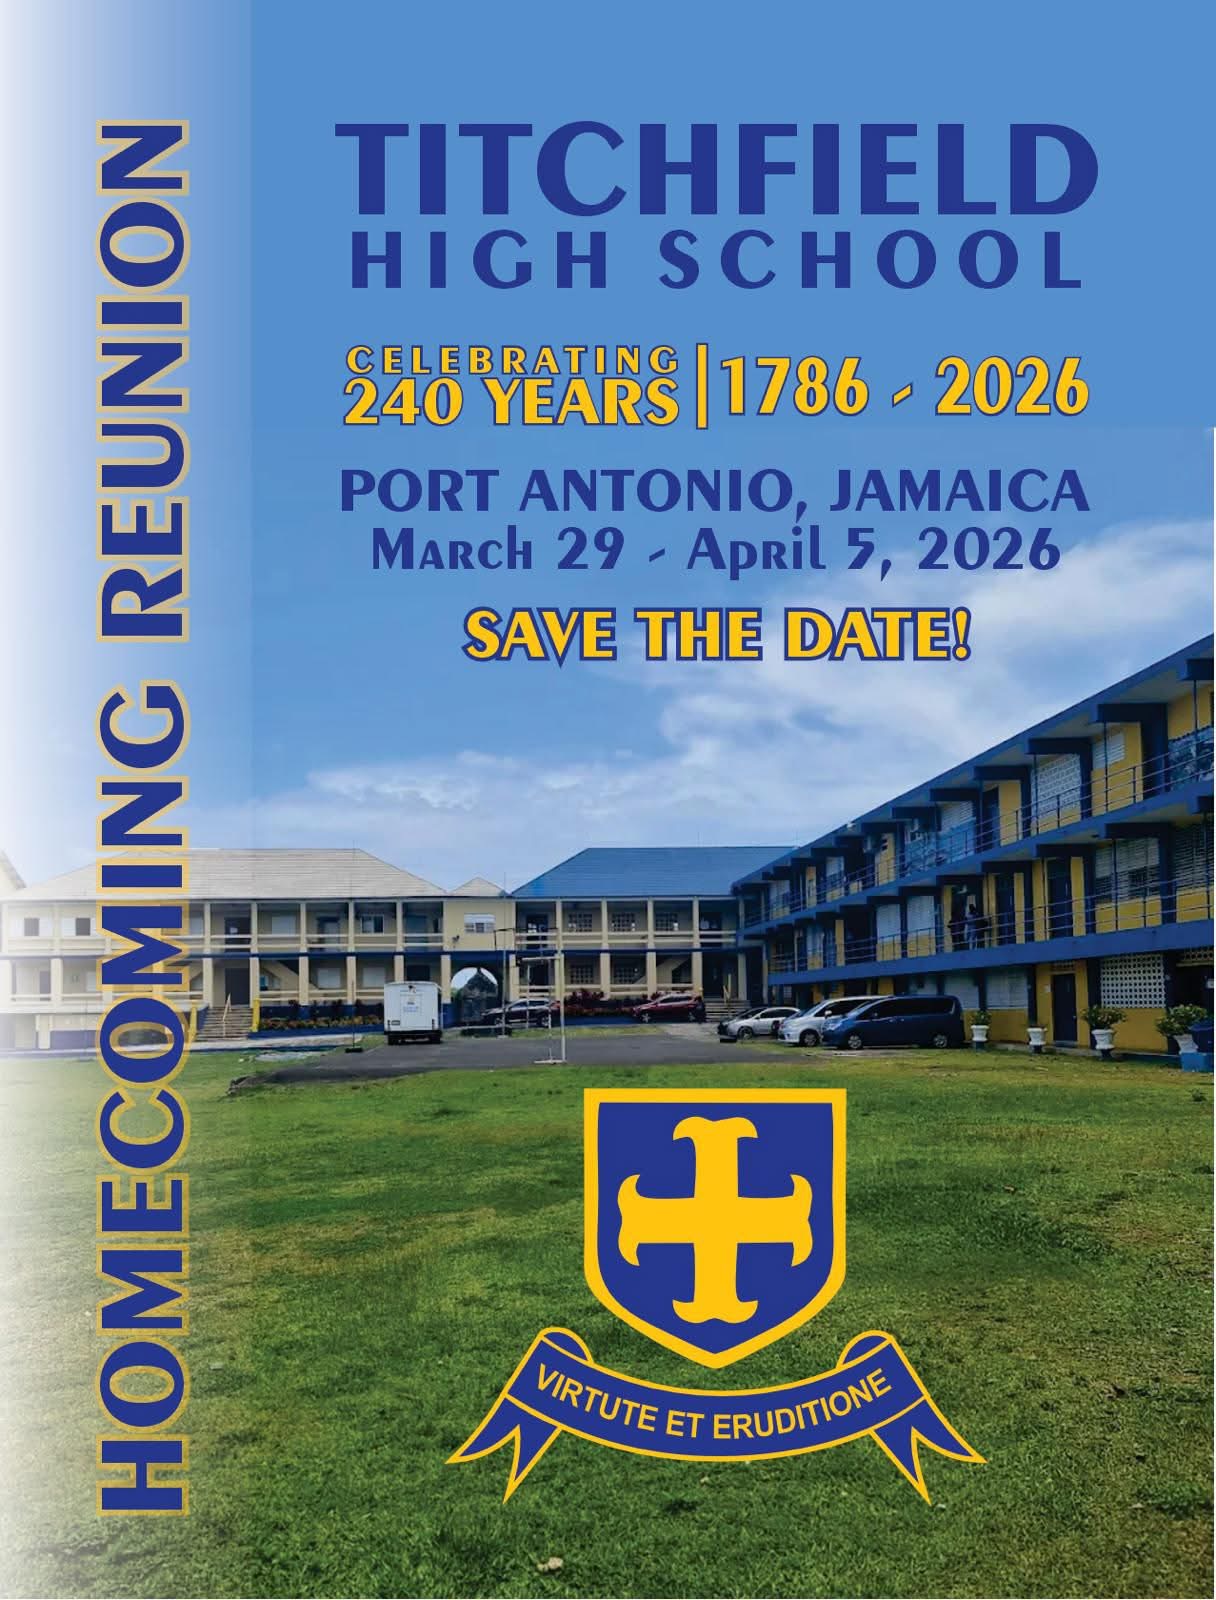 HOMECOMING REUNION
TITCHFIELD
HIGH SCHOOL
CELEBRATING
240 YEARS | 1786 - 2026
PORT ANTONIO, JAMAICA
March 29 - April 5, 2026
SAVE THE DATE!
VIRTUTE ET ERUDITIONE